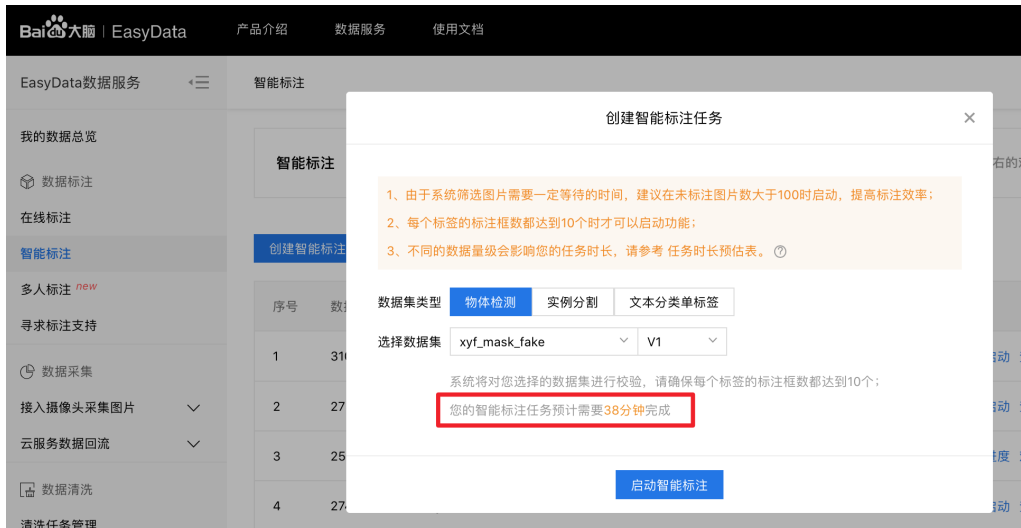 Bai du 大脑 | EasyData 产品介绍 数据服务 使用文档
EasyData数据服务
智能标注
我的数据总览
数据标注
在线标注
智能标注
多人标注 new
寻求标注支持
数据采集
接入摄像头采集图片
云服务数据回流
数据清洗
清洗任务管理
智能标注
创建智能标注
序号
1 31
2 27
3 25
4 27
创建智能标注任务
1、由于系统筛选图片需要一定等待的时间，建议在未标注图片数大于100时启动，提高标注效率；
2、每个标签的标注框数都达到10个时才可以启动功能；
3、不同的数据量级会影响您的任务时长，请参考 任务时长预估表。
数据集类型 物体检测 实例分割 文本分类单标签
选择数据集 xyf_mask_fake V1
系统将对您选择的数据集进行校验，请确保每个标签的标注框数都达到10个；
您的智能标注任务预计需要38分钟完成
启动智能标注